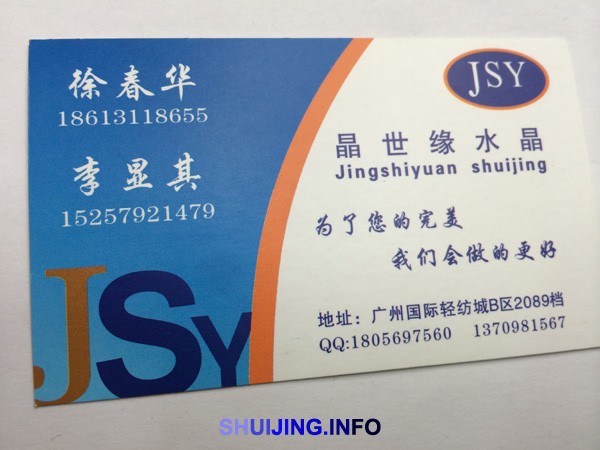 徐春华
18613118655
李显其
15257921479
JSY
JSY
晶世缘水晶
Jingshiyuan shuijing
为了您的完美
我们会做的更好
地址：广州国际轻纺城B区2089档
QQ:1805697560 1370981567
SHUIJING.INFO